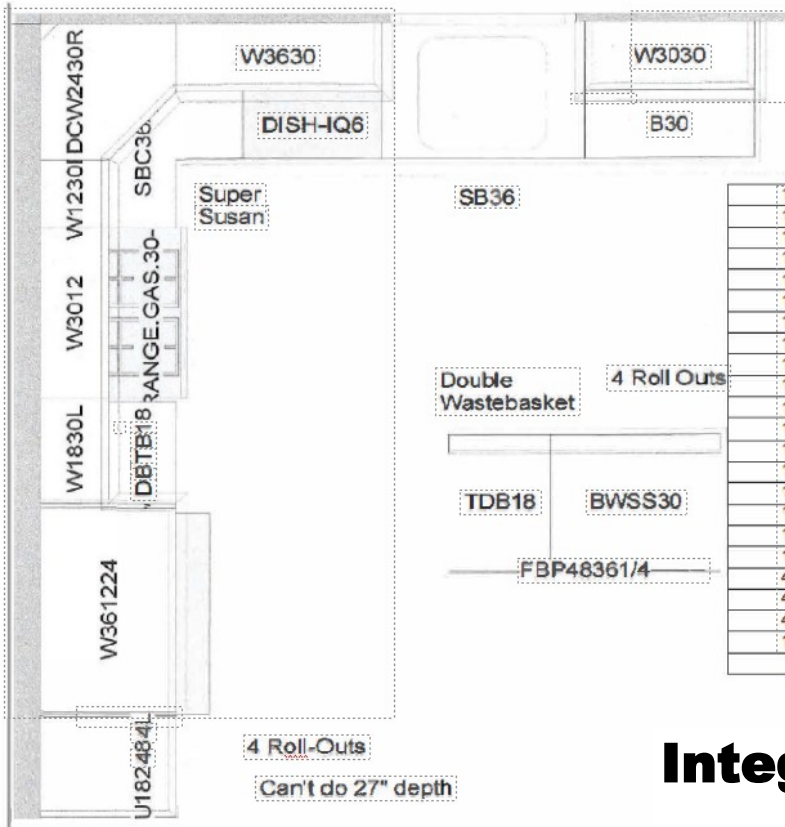 W3630
W3030
DCW2430R
DISH-IQ6
B30
SBC36
W1230
Super
Susan
SB36
W3012
RANGE.GAS.30-
Double
Wastebasket
4 Roll Outs
W1830L
DBTB18
TDB18
BWSS30
FBP48361/4
W361224
U182484L
4 Roll-Outs
Can't do 27" depth
Integ